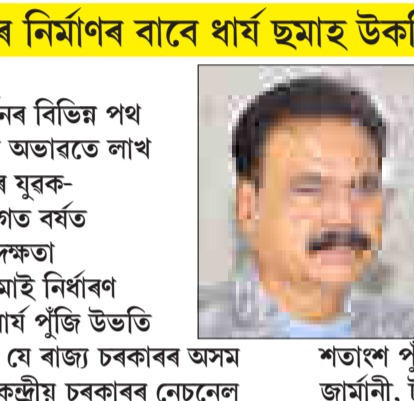 ৰ নিৰ্মাণৰ বাবে ধাৰ্য ছমাহ উকলি
নৰ বিভিন্ন পথ
অভাৱতে লাখ
ৰ যুৱক-
গত বৰ্ষত
দক্ষতা
মাই নিৰ্ধাৰণ
াৰ্য পুঁজি উভতি
যে ৰাজ্য চৰকাৰৰ অসম
কেন্দ্ৰীয় চৰকাৰৰ নেচনেল
শতাংশ পুঁ
জাৰ্মানী,